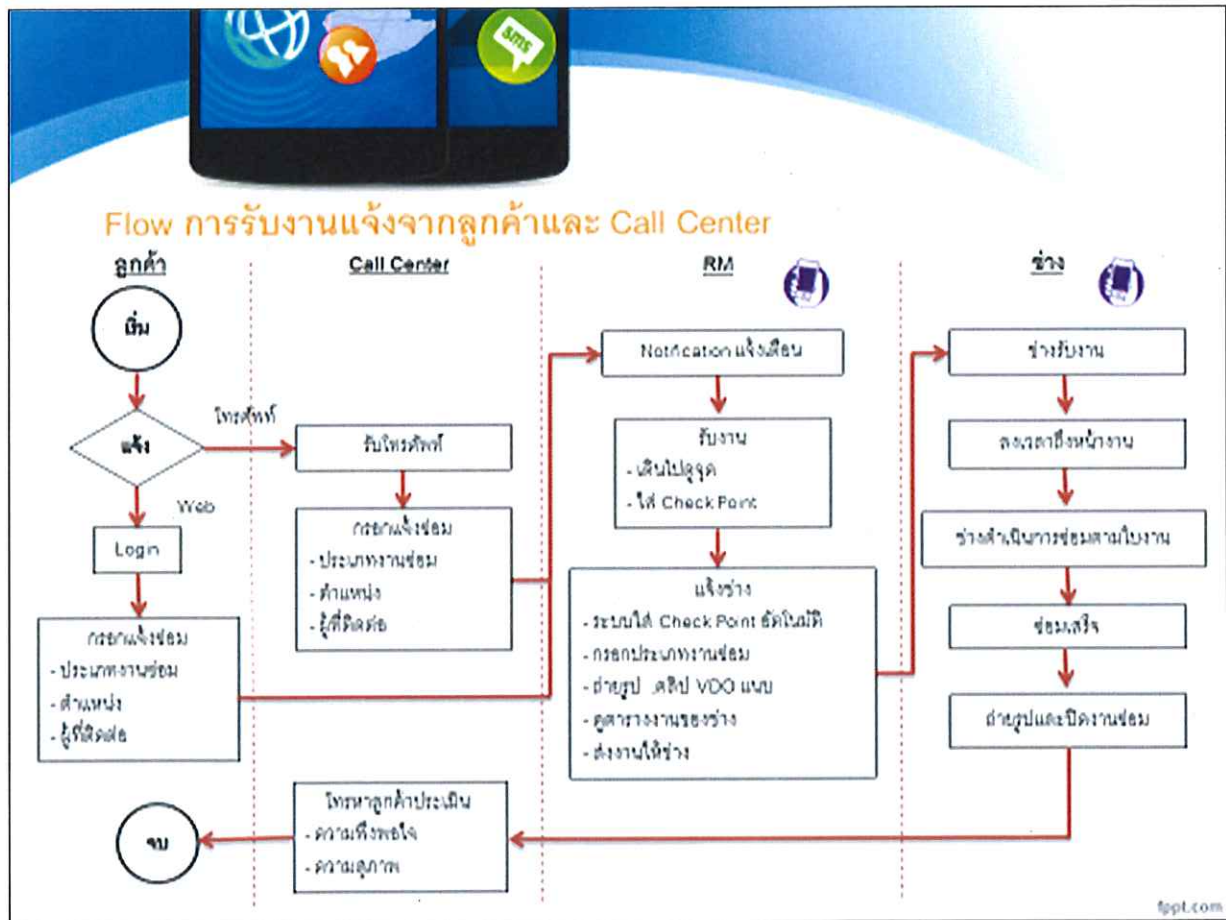 sms
Flow การรับงานแจ้งจากลูกค้าและ Call Center
ลูกค้า
เริ่ม
แจ้ง
โทรศัพท์
Web
Login
กรอกแจ้งซ่อม
- ประเภทงานซ่อม
- ตำแหน่ง
- ผู้ที่ติดต่อ
จบ
Call Center
รับโทรศัพท์
กรอกแจ้งซ่อม
- ประเภทงานซ่อม
- ตำแหน่ง
- ผู้ที่ติดต่อ
โทรหาลูกค้าประเมิน
- ความพึงพอใจ
- ความสุภาพ
RM
Notification แจ้งเตือน
รับงาน
- เดินไปดูจุด
- ใส่ Check Point
แจ้งช่าง
- ระบบใส่ Check Point อัตโนมัติ
- กรอกประเภทงานซ่อม
- ถ่ายรูป ,คลิป VDO แนบ
- ดูตารางงานของช่าง
- ส่งงานให้ช่าง
ช่าง
ช่างรับงาน
ลงเวลาถึงหน้างาน
ช่างดำเนินการซ่อมตามใบงาน
ซ่อมเสร็จ
ถ่ายรูปและปิดงานซ่อม
fppt.com